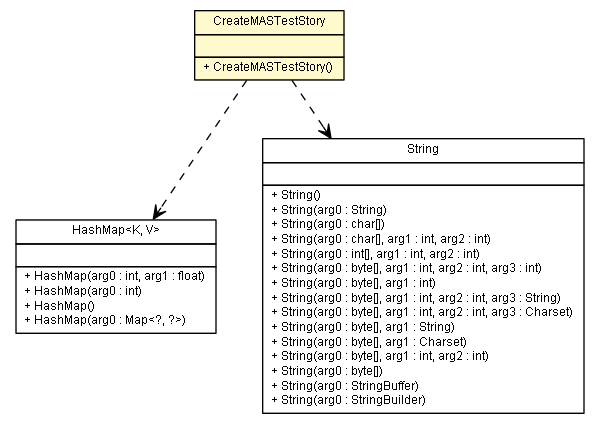 CreateMASTestStory
+ CreateMASTestStory()
String
+ String()
+ String(arg0 : String)
+ String(arg0 : char[])
+ String(arg0 : char[], arg1 : int, arg2 : int)
+ String(arg0 : int[], arg1 : int, arg2 : int)
+ String(arg0 : byte[], arg1 : int, arg2 : int, arg3 : int)
+ String(arg0 : byte[], arg1 : int)
+ String(arg0 : byte[], arg1 : int, arg2 : int, arg3 : String)
+ String(arg0 : byte[], arg1 : int, arg2 : int, arg3 : Charset)
+ String(arg0 : byte[], arg1 : String)
+ String(arg0 : byte[], arg1 : Charset)
+ String(arg0 : byte[], arg1 : int, arg2 : int)
+ String(arg0 : byte[])
+ String(arg0 : StringBuffer)
+ String(arg0 : StringBuilder)
HashMap<K, V>
+ HashMap(arg0 : int, arg1 : float)
+ HashMap(arg0 : int)
+ HashMap()
+ HashMap(arg0 : Map<?, ?>)